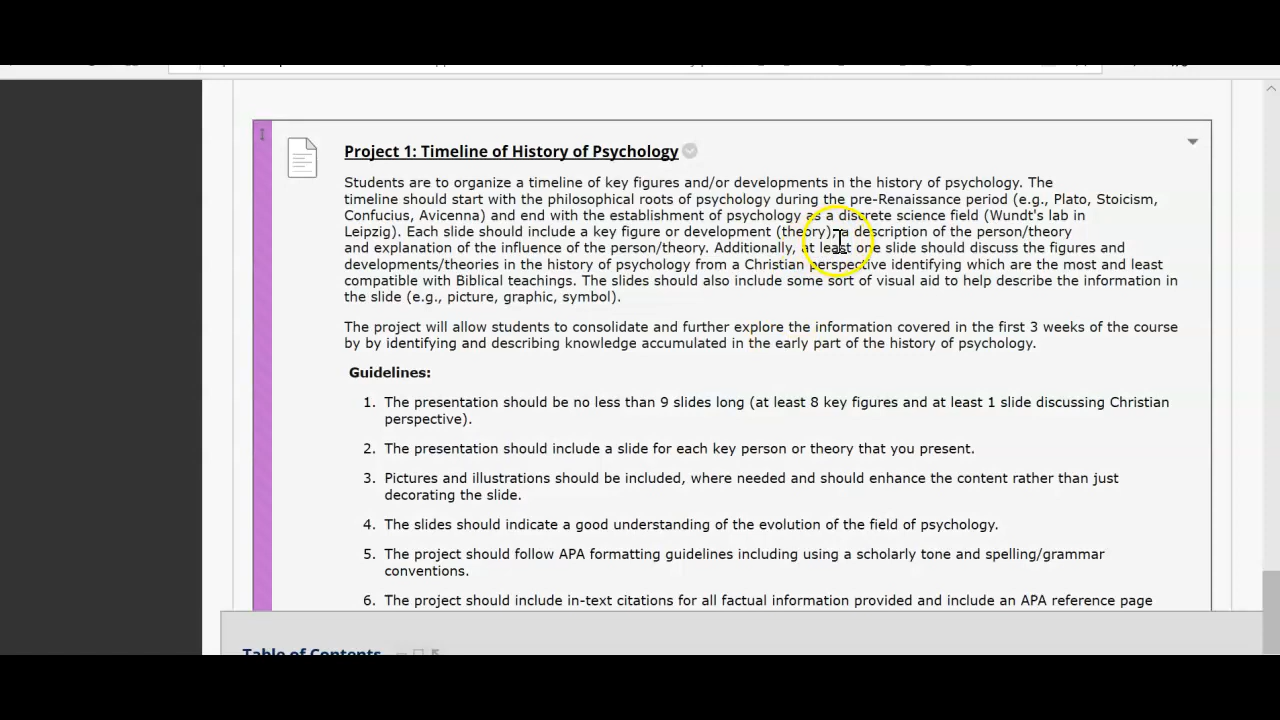 Project 1: Timeline of History of Psychology
Students are to organize a timeline of key figures and/or developments in the history of psychology. The
timeline should start with the philosophical roots of psychology during the pre-Renaissance period (e.g., Plato, Stoicism,
Confucius, Avicenna) and end with the establishment of psychology as a discrete science field (Wundt's lab in
Leipzig). Each slide should include a key figure or development (theory), a description of the person/theory
and explanation of the influence of the person/theory. Additionally, at least one slide should discuss the figures and
developments/theories in the history of psychology from a Christian perspective identifying which are the most and least
compatible with Biblical teachings. The slides should also include some sort of visual aid to help describe the information in
the slide (e.g., picture, graphic, symbol).
The project will allow students to consolidate and further explore the information covered in the first 3 weeks of the course
by by identifying and describing knowledge accumulated in the early part of the history of psychology.
Guidelines:
1. The presentation should be no less than 9 slides long (at least 8 key figures and at least 1 slide discussing Christian
perspective).
2. The presentation should include a slide for each key person or theory that you present.
3. Pictures and illustrations should be included, where needed and should enhance the content rather than just
decorating the slide.
4. The slides should indicate a good understanding of the evolution of the field of psychology.
5. The project should follow APA formatting guidelines including using a scholarly tone and spelling/grammar
conventions.
6. The project should include in-text citations for all factual information provided and include an APA reference page
Table of Contents